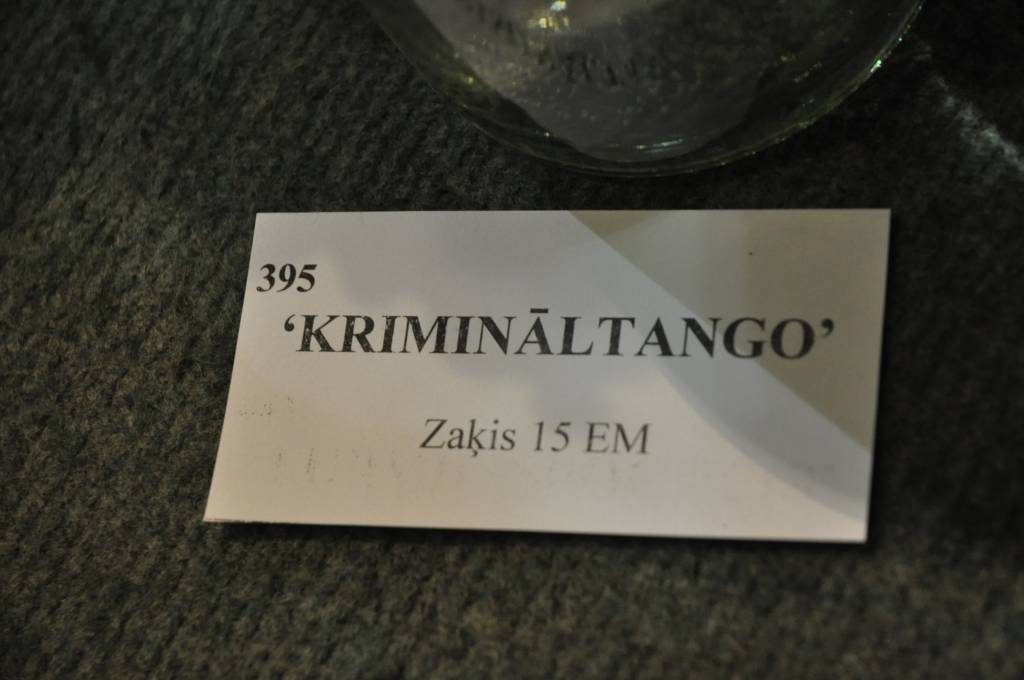 395
‘KRIMINĀLTANGO’
Zaķis 15 EM